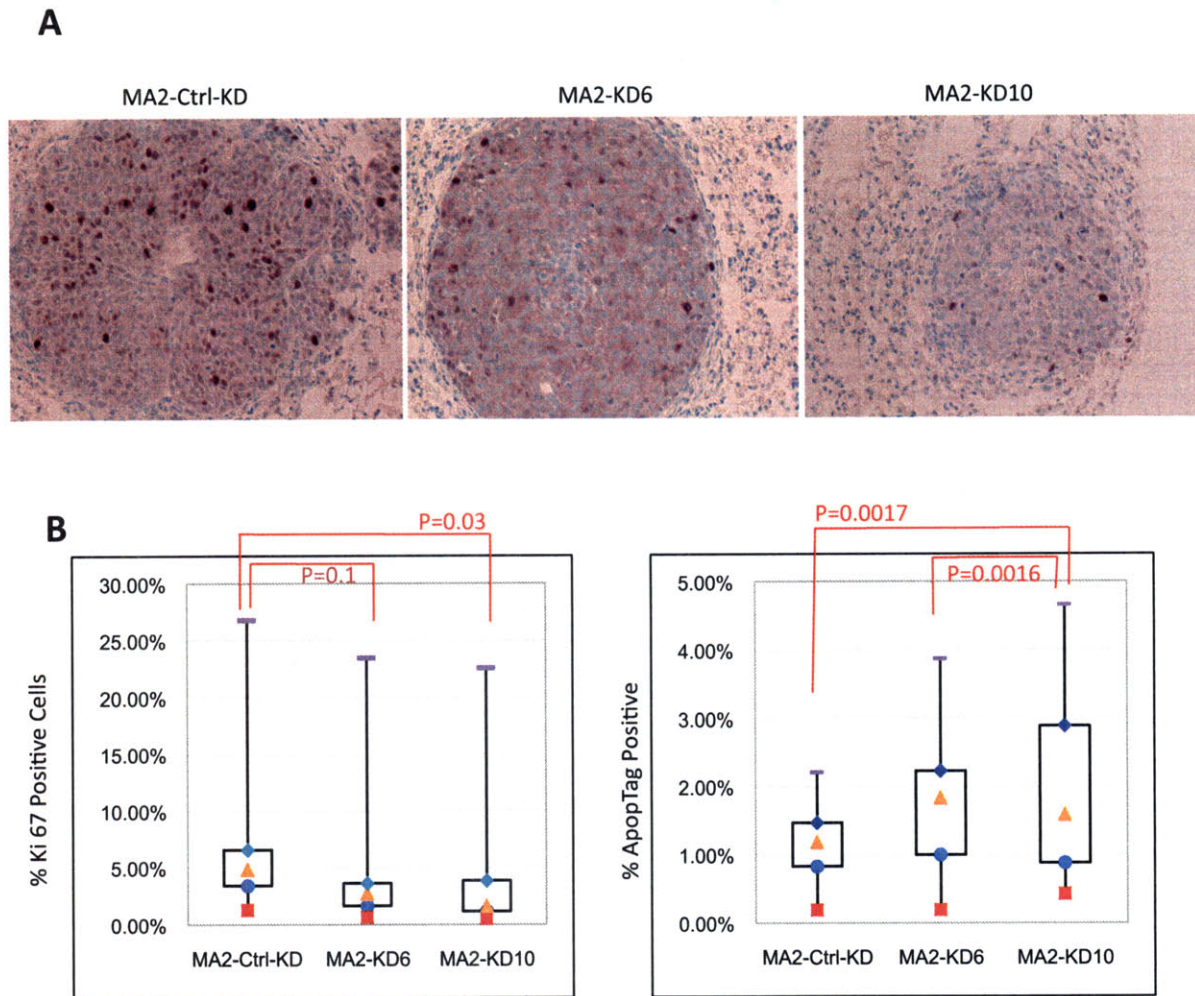 A
MA2-Ctrl-KD
MA2-KD6
MA2-KD10
B
P=0.03
P=0.1
% Ki 67 Positive Cells
30.00%
25.00%
20.00%
15.00%
10.00%
5.00%
0.00%
MA2-Ctrl-KD MA2-KD6 MA2-KD10
P=0.0017
P=0.0016
% ApopTag Positive
5.00%
4.00%
3.00%
2.00%
1.00%
0.00%
MA2-Ctrl-KD MA2-KD6 MA2-KD10